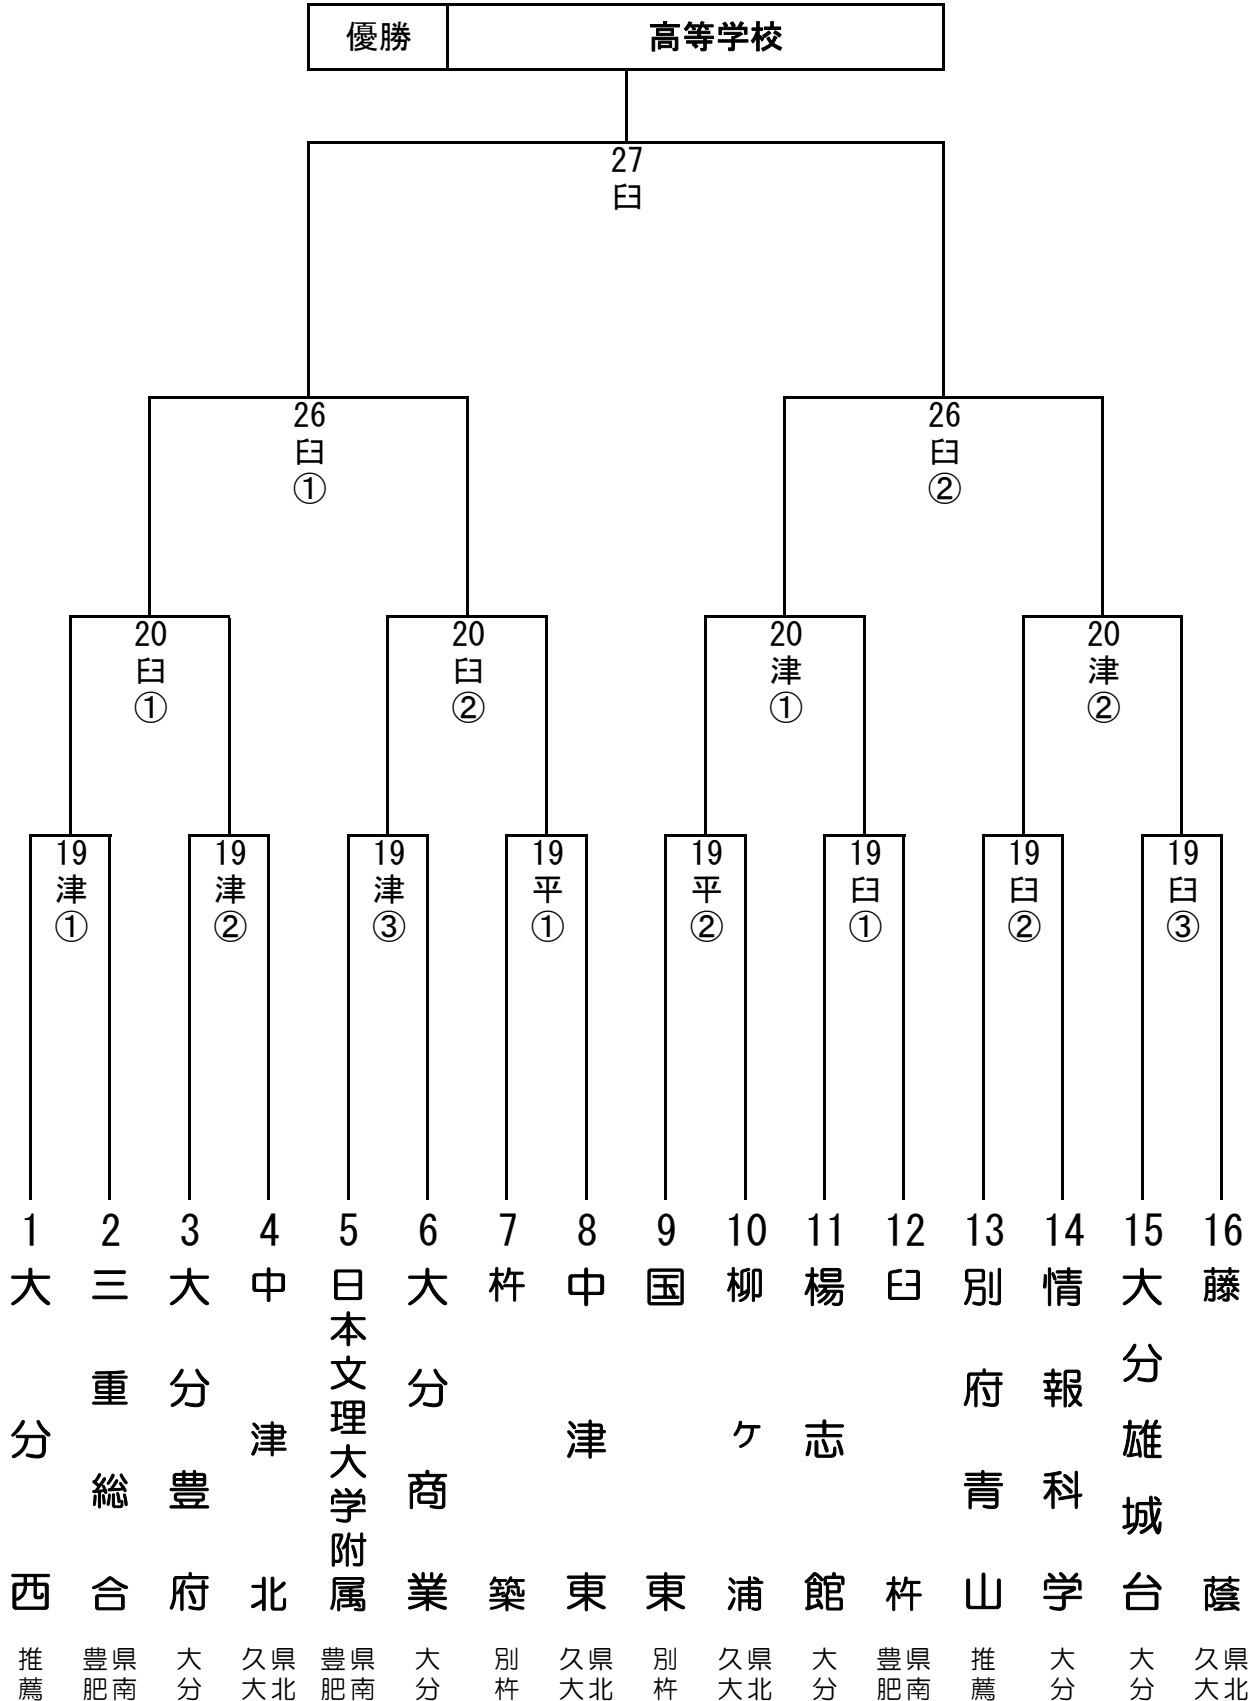 優勝 高等学校
27
臼
26 26
臼 臼
① ②
20 20 20 20
臼 臼 津 津
① ② ① ②
19 19 19 19 19 19 19 19
津 津 津 平 平 臼 臼 臼
① ② ③ ① ② ① ② ③
1 大分西 推薦
2 三重総合 豊肥県南
3 大分豊府 大分
4 中津北 久大県北
5 日本文理大学附属 豊肥県南
6 大分商業 大分
7 杵築 別杵
8 中津東 久大県北
9 国東 別杵
10 柳ケ浦 久大県北
11 楊志館 大分
12 臼杵 豊肥県南
13 別府青山 推薦
14 情報科学 大分
15 大分雄城台 大分
16 藤蔭 久大県北